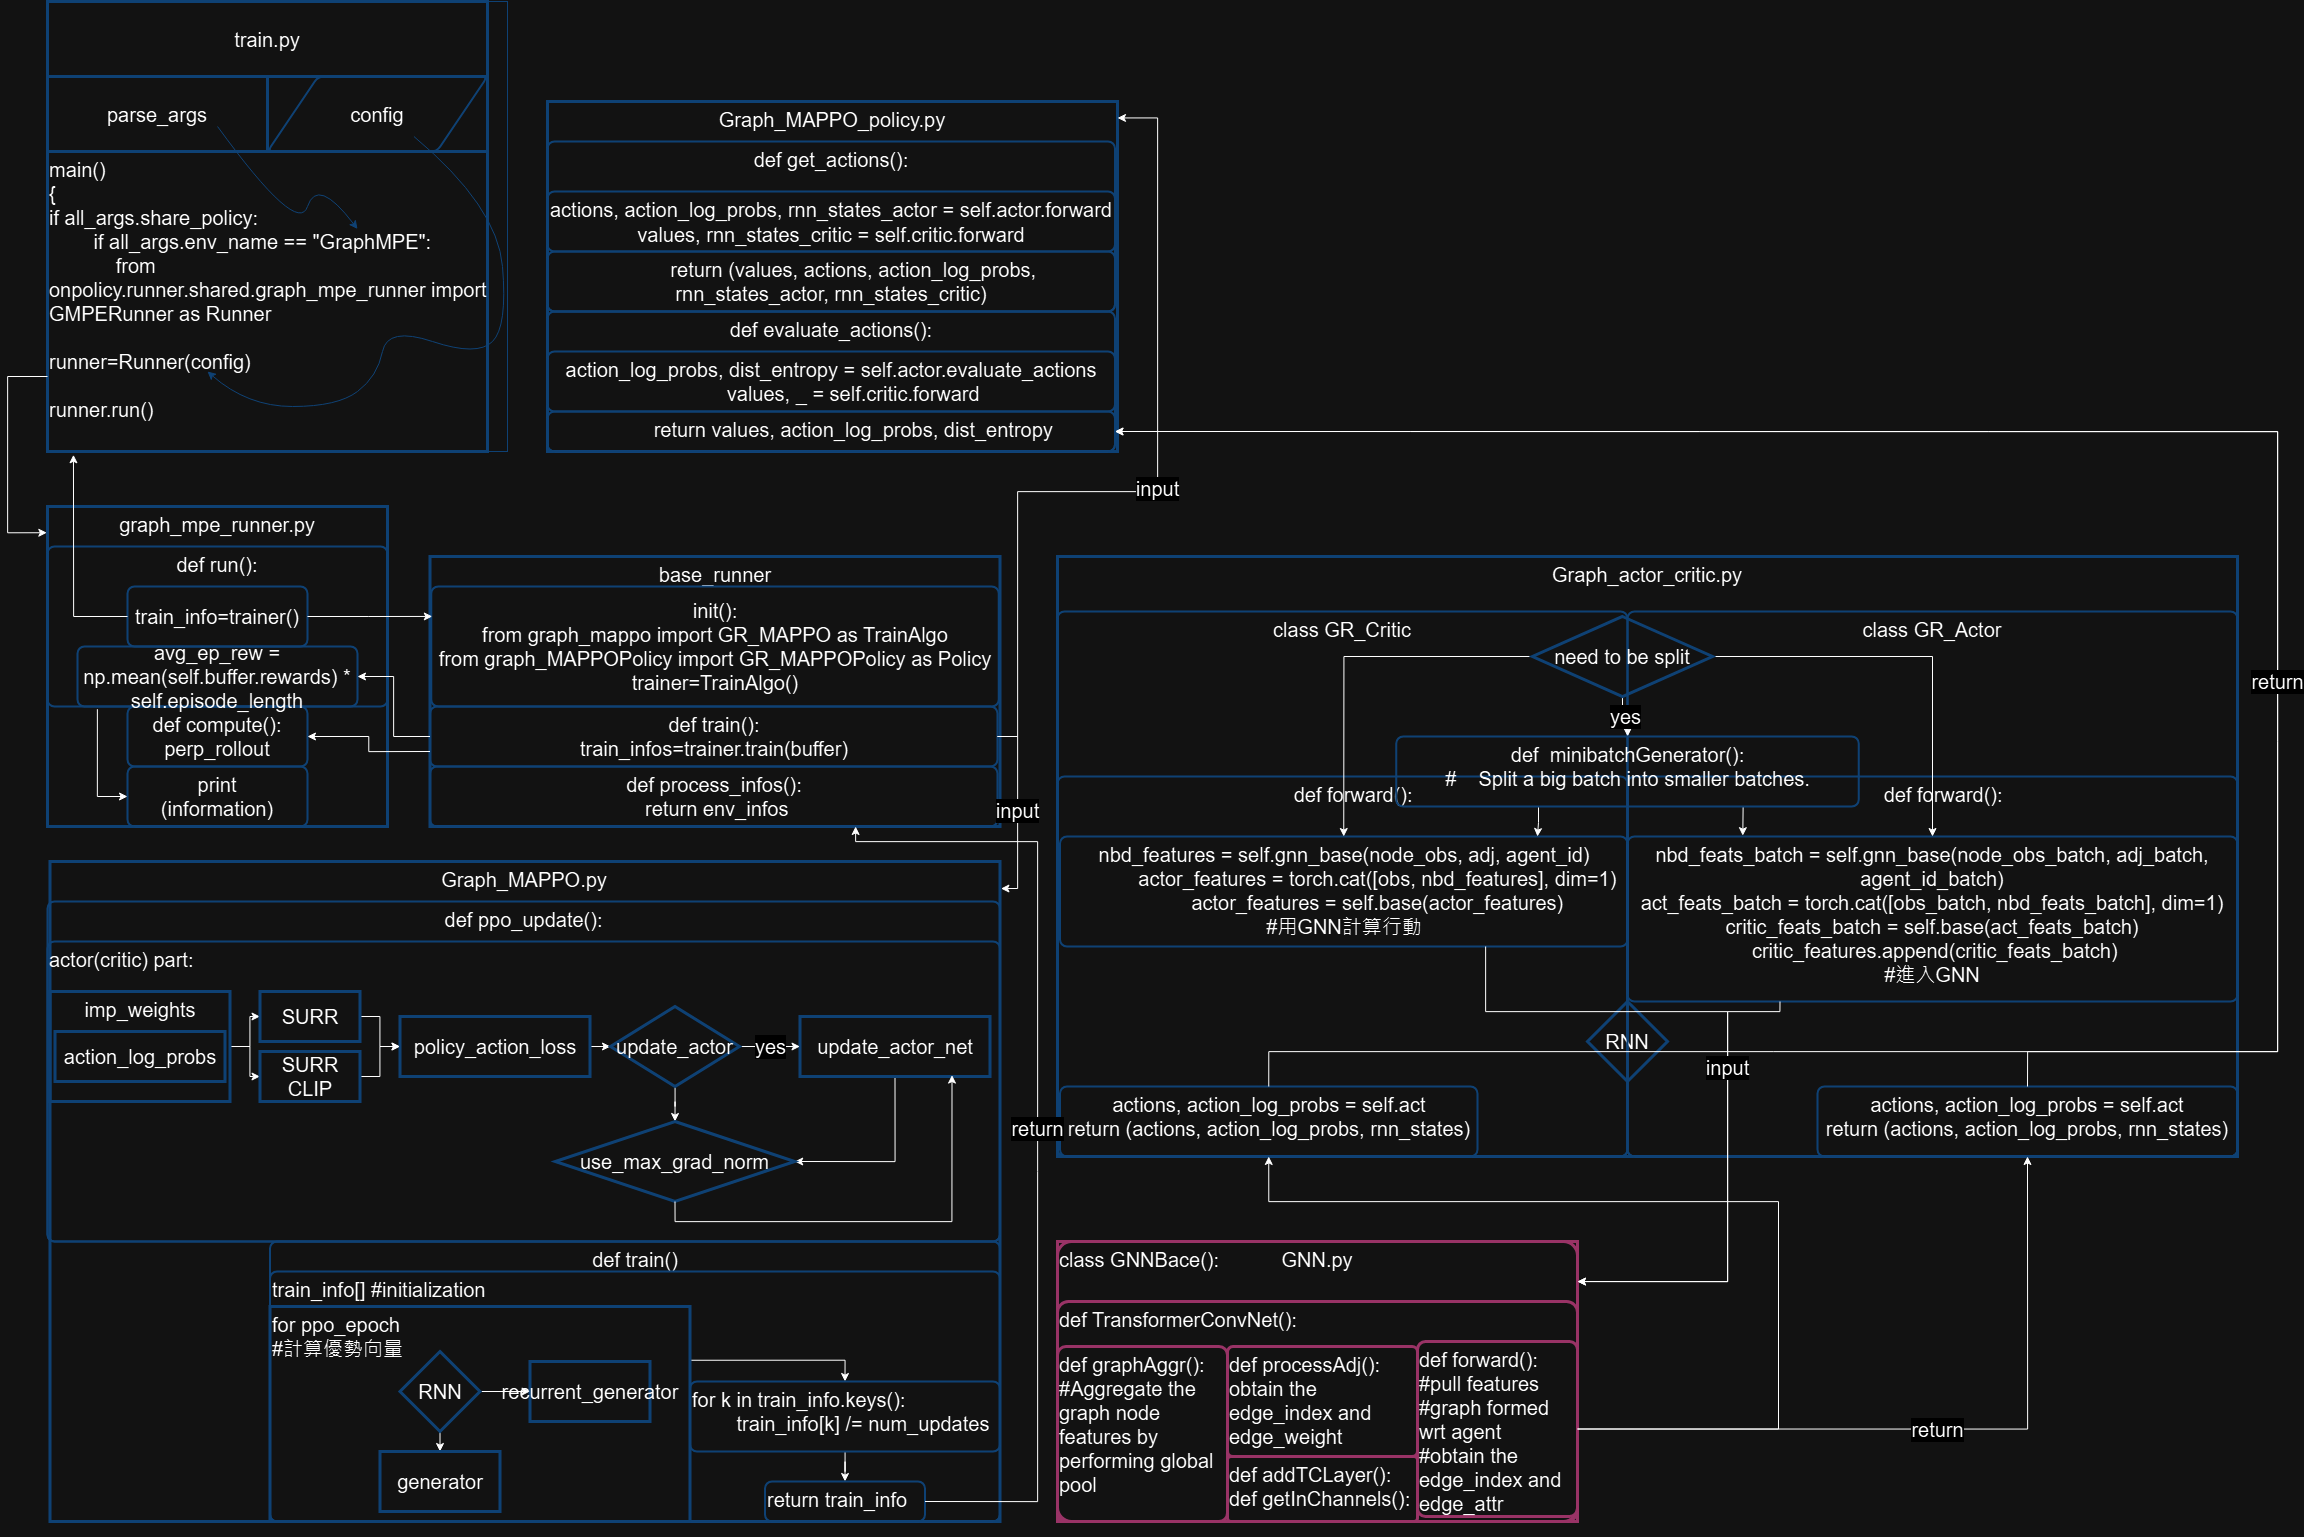 train.py
parse_args
config
main()
{
if all_args.share_policy:
if all_args.env_name == "GraphMPE":
from
onpolicy.runner.shared.graph_mpe_runner import
GMPERunner as Runner
runner=Runner(config)
runner.run()
Graph_MAPPO_policy.py
def get_actions():
actions, action_log_probs, rnn_states_actor = self.actor.forward
values, rnn_states_critic = self.critic.forward
return (values, actions, action_log_probs,
rnn_states_actor, rnn_states_critic)
def evaluate_actions():
action_log_probs, dist_entropy = self.actor.evaluate_actions
values, _ = self.critic.forward
return values, action_log_probs, dist_entropy
input
graph_mpe_runner.py
def run():
train_info=trainer()
avg_ep_rew =
np.mean(self.buffer.rewards) *
self.episode_length
def compute():
perp_rollout
print
(information)
base_runner
init():
from graph_mappo import GR_MAPPO as TrainAlgo
from graph_MAPPOPolicy import GR_MAPPOPolicy as Policy
trainer=TrainAlgo()
def train():
train_infos=trainer.train(buffer)
def process_infos():
return env_infos
input
Graph_actor_critic.py
class GR_Critic
class GR_Actor
need to be split
yes
def  minibatchGenerator():
#    Split a big batch into smaller batches.
def forward():
def forward():
nbd_features = self.gnn_base(node_obs, adj, agent_id)
actor_features = torch.cat([obs, nbd_features], dim=1)
actor_features = self.base(actor_features)
#用GNN計算行動
nbd_feats_batch = self.gnn_base(node_obs_batch, adj_batch,
agent_id_batch)
act_feats_batch = torch.cat([obs_batch, nbd_feats_batch], dim=1)
critic_feats_batch = self.base(act_feats_batch)
critic_features.append(critic_feats_batch)
#進入GNN
RNN
input
return
actions, action_log_probs = self.act
return (actions, action_log_probs, rnn_states)
actions, action_log_probs = self.act
return (actions, action_log_probs, rnn_states)
return
Graph_MAPPO.py
def ppo_update():
actor(critic) part:
imp_weights
action_log_probs
SURR
SURR
CLIP
policy_action_loss
update_actor
yes
update_actor_net
use_max_grad_norm
def train()
train_info[] #initialization
for ppo_epoch
#計算優勢向量
RNN
recurrent_generator
generator
for k in train_info.keys():
train_info[k] /= num_updates
return train_info
class GNNBace():
GNN.py
def TransformerConvNet():
def graphAggr():
#Aggregate the
graph node
features by
performing global
pool
def processAdj():
obtain the
edge_index and
edge_weight
def addTCLayer():
def getInChannels():
def forward():
#pull features
#graph formed
wrt agent
#obtain the
edge_index and
edge_attr
return